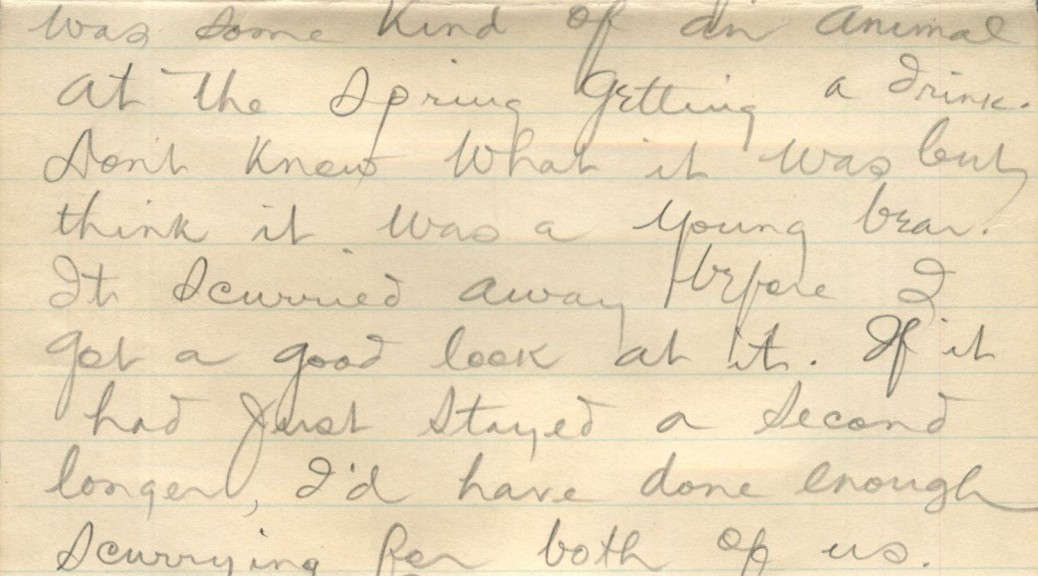 was some kind of an animal
at the spring getting a drink.
Don't know what it was but
think it was a young bear.
It scurried away before I
got a good look at it. If it
had just stayed a second
longer, I'd have done enough
scurrying for both of us.